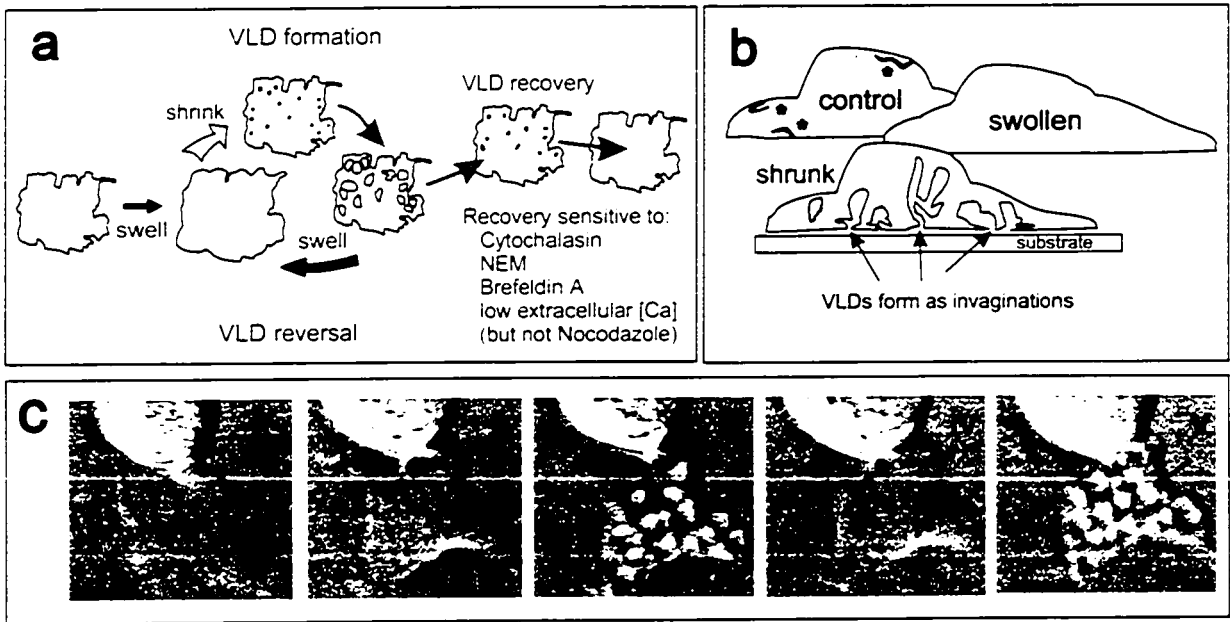 a
VLD formation
shrink
VLD recovery
swell
swell
VLD reversal
Recovery sensitive to:
Cytochalasin
NEM
Brefeldin A
low extracellular [Ca]
(but not Nocodazole)
b
control
swollen
shrunk
substrate
VLDs form as invaginations
c